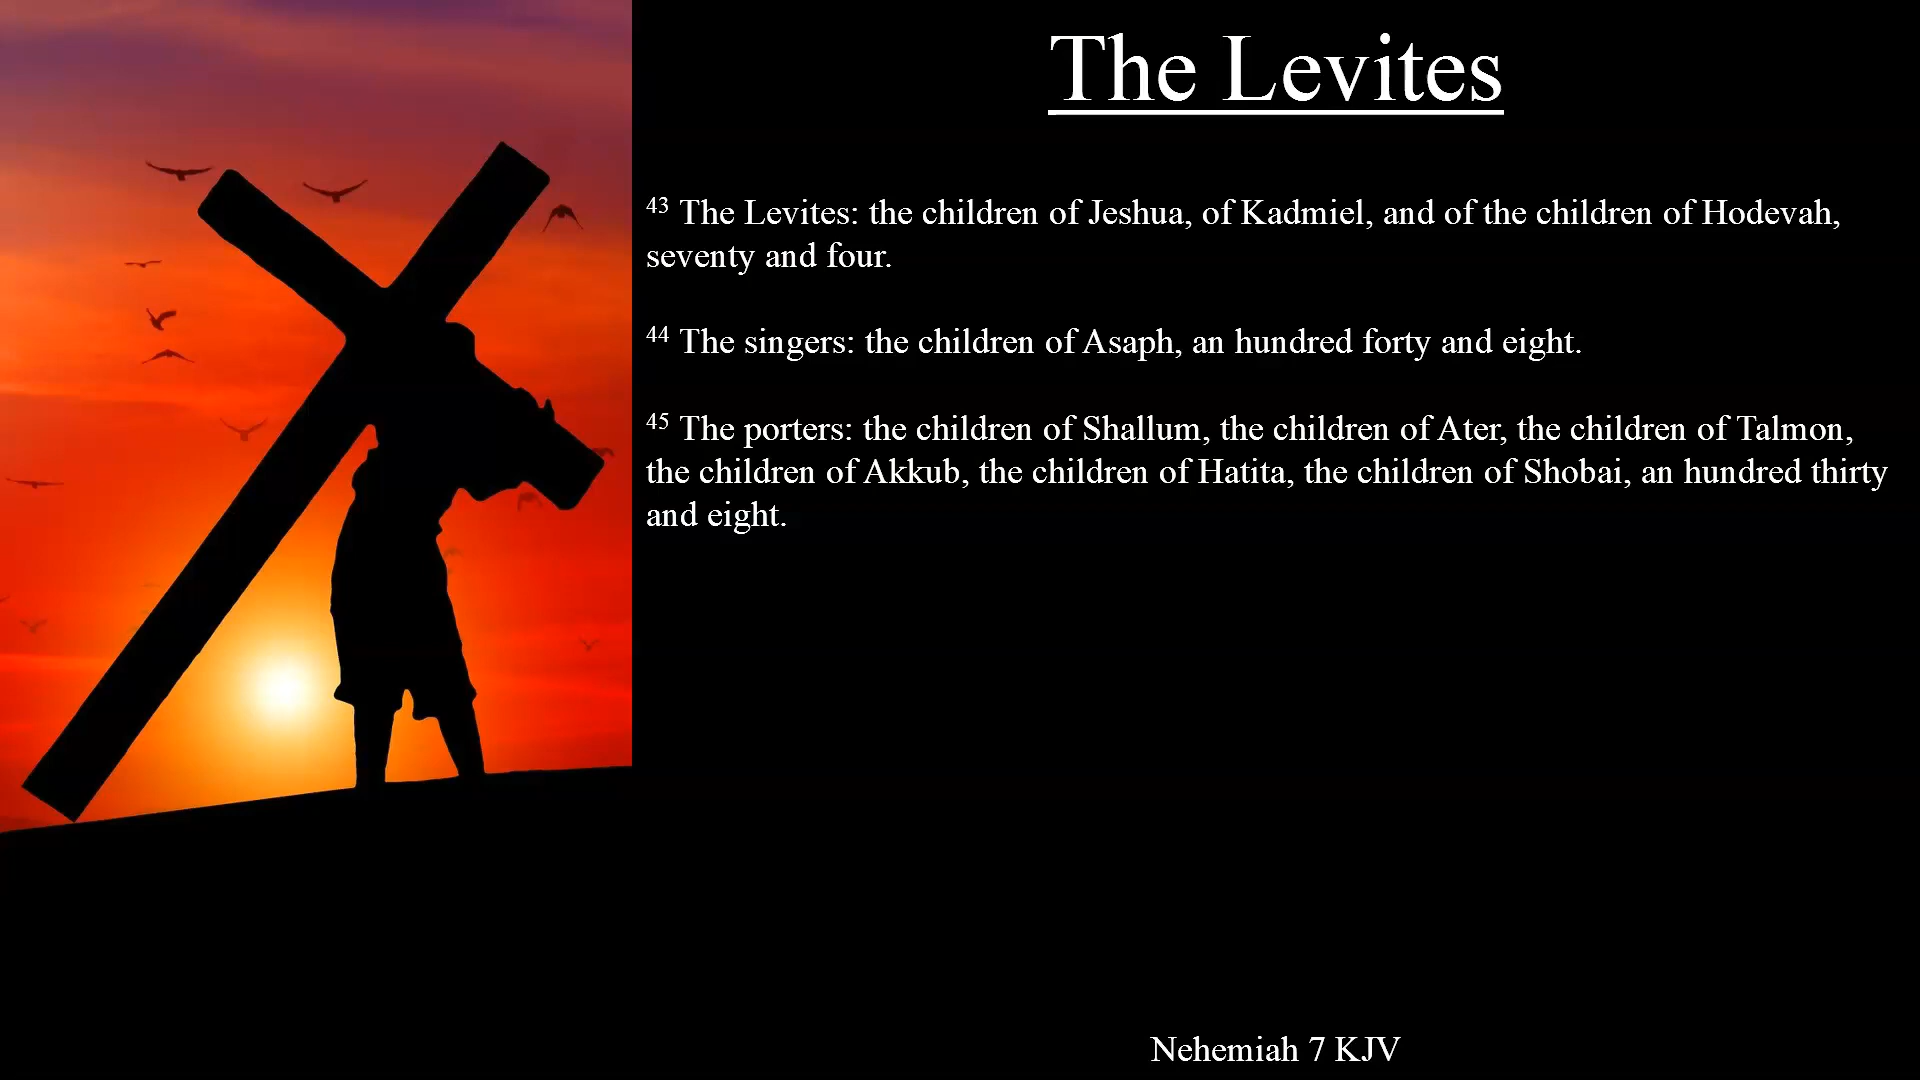 The Levites
43 The Levites: the children of Jeshua, of Kadmiel, and of the children of Hodevah,
seventy and four.
44 The singers: the children of Asaph, an hundred forty and eight.
45 The porters: the children of Shallum, the children of Ater, the children of Talmon,
the children of Akkub, the children of Hatita, the children of Shobai, an hundred thirty
and eight.
Nehemiah 7 KJV